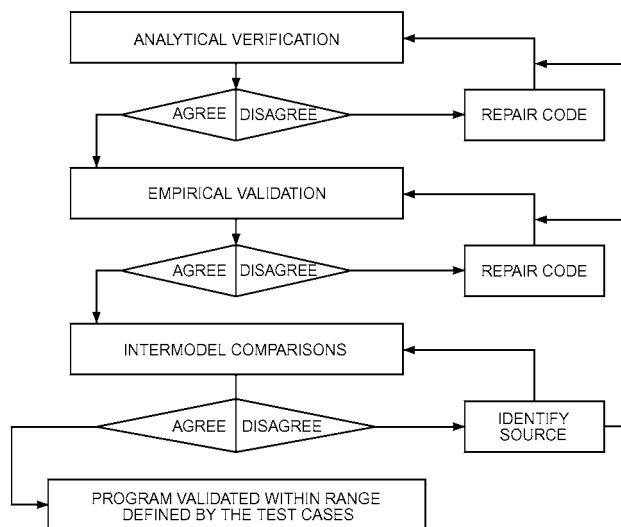 ANALYTICAL VERIFICATION
AGREE DISAGREE
REPAIR CODE
EMPIRICAL VALIDATION
AGREE DISAGREE
REPAIR CODE
INTERMODEL COMPARISONS
AGREE DISAGREE
IDENTIFY
SOURCE
PROGRAM VALIDATED WITHIN RANGE
DEFINED BY THE TEST CASES